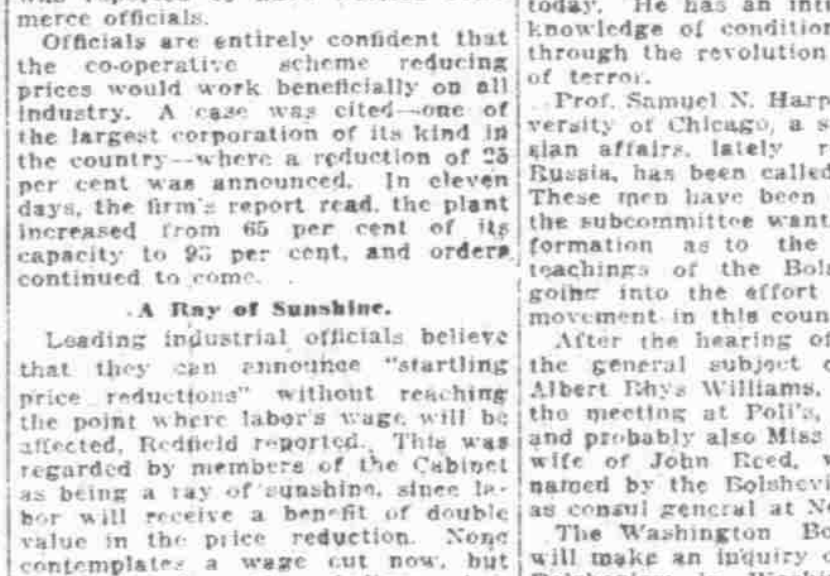 merce officials.
Officials are entirely confident that
the co-operative scheme reducing
prices would work beneficially on all
industry. A case was cited—one of
the largest corporation of its kind in
the country—where a reduction of 25
per cent was announced. In eleven
days, the firm's report read, the plant
increased from 65 per cent of its
capacity to 95 per cent, and orders
continued to come.
A Ray of Sunshine.
Leading industrial officials believe
that they can announce "startling
price reductions" without reaching
the point where labor's wage will be
affected, Redfield reported. This was
regarded by members of the Cabinet
as being a ray of sunshine, since la-
bor will receive a benefit of double
value in the price reduction. None
contemplates a wage cut now, but
today. He has an
knowledge of condition
through the revolution
of terror.
Prof. Samuel N. Harp
versity of Chicago, a s
sian affairs, lately r
Russia, has been called
These men have been
the subcommittee want
formation as to the
teachings of the Bols
going into the effort
movement in this coun
After the hearing of
the general subject
Albert Rhys Williams,
the meeting at Poli's,
and probably also Miss
wife of John Reed,
named by the Bolshevi
as consul general at
The Washington Bo
will make an inquiry